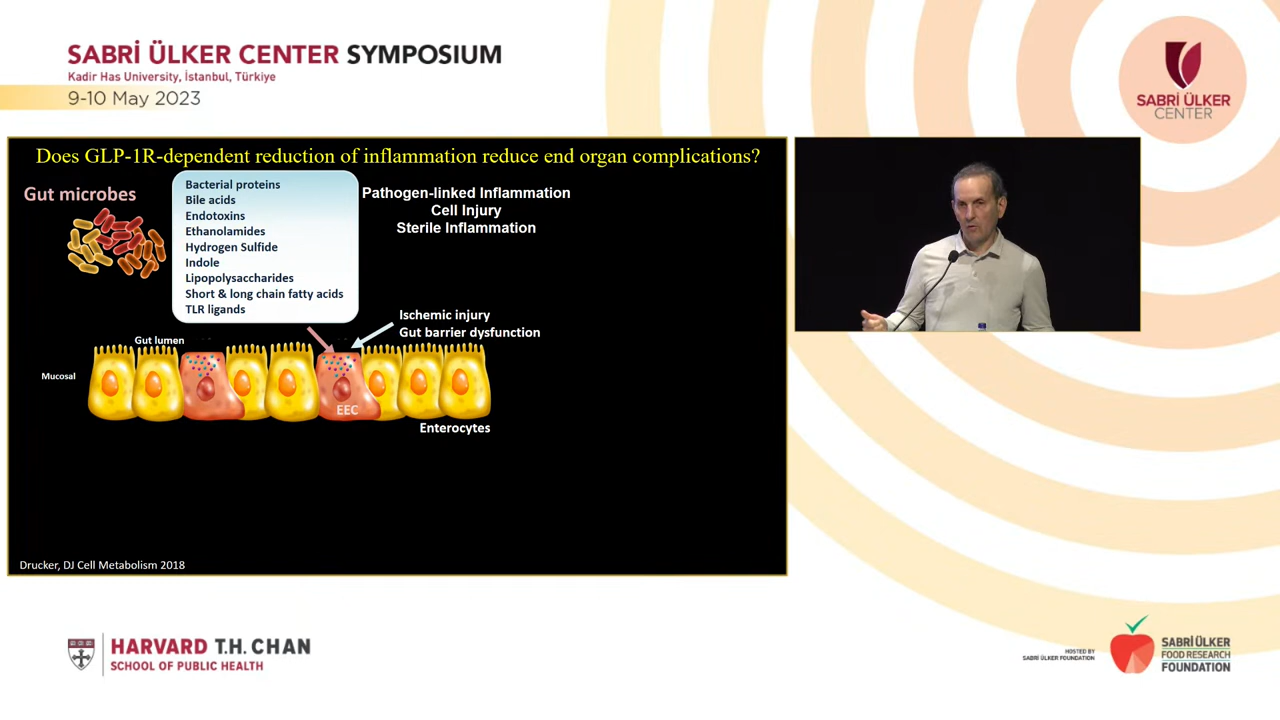 SABRİ ÜLKER CENTER SYMPOSIUM
Kadir Has University, İstanbul, Türkiye
9-10 May 2023
SABRİ ÜLKER
CENTER
Does GLP-1R-dependent reduction of inflammation reduce end organ complications?
Gut microbes
Bacterial proteins
Bile acids
Endotoxins
Ethanolamides
Hydrogen Sulfide
Indole
Lipopolysaccharides
Short & long chain fatty acids
TLR ligands
Pathogen-linked Inflammation
Cell Injury
Sterile Inflammation
Ischemic injury
Gut barrier dysfunction
Gut lumen
Mucosal
EEC
Enterocytes
Drucker, DJ Cell Metabolism 2018
HARVARD T.H. CHAN
SCHOOL OF PUBLIC HEALTH
HOSTED BY
SABRİ ÜLKER FOUNDATION
SABRİ ÜLKER
FOOD RESEARCH
FOUNDATION